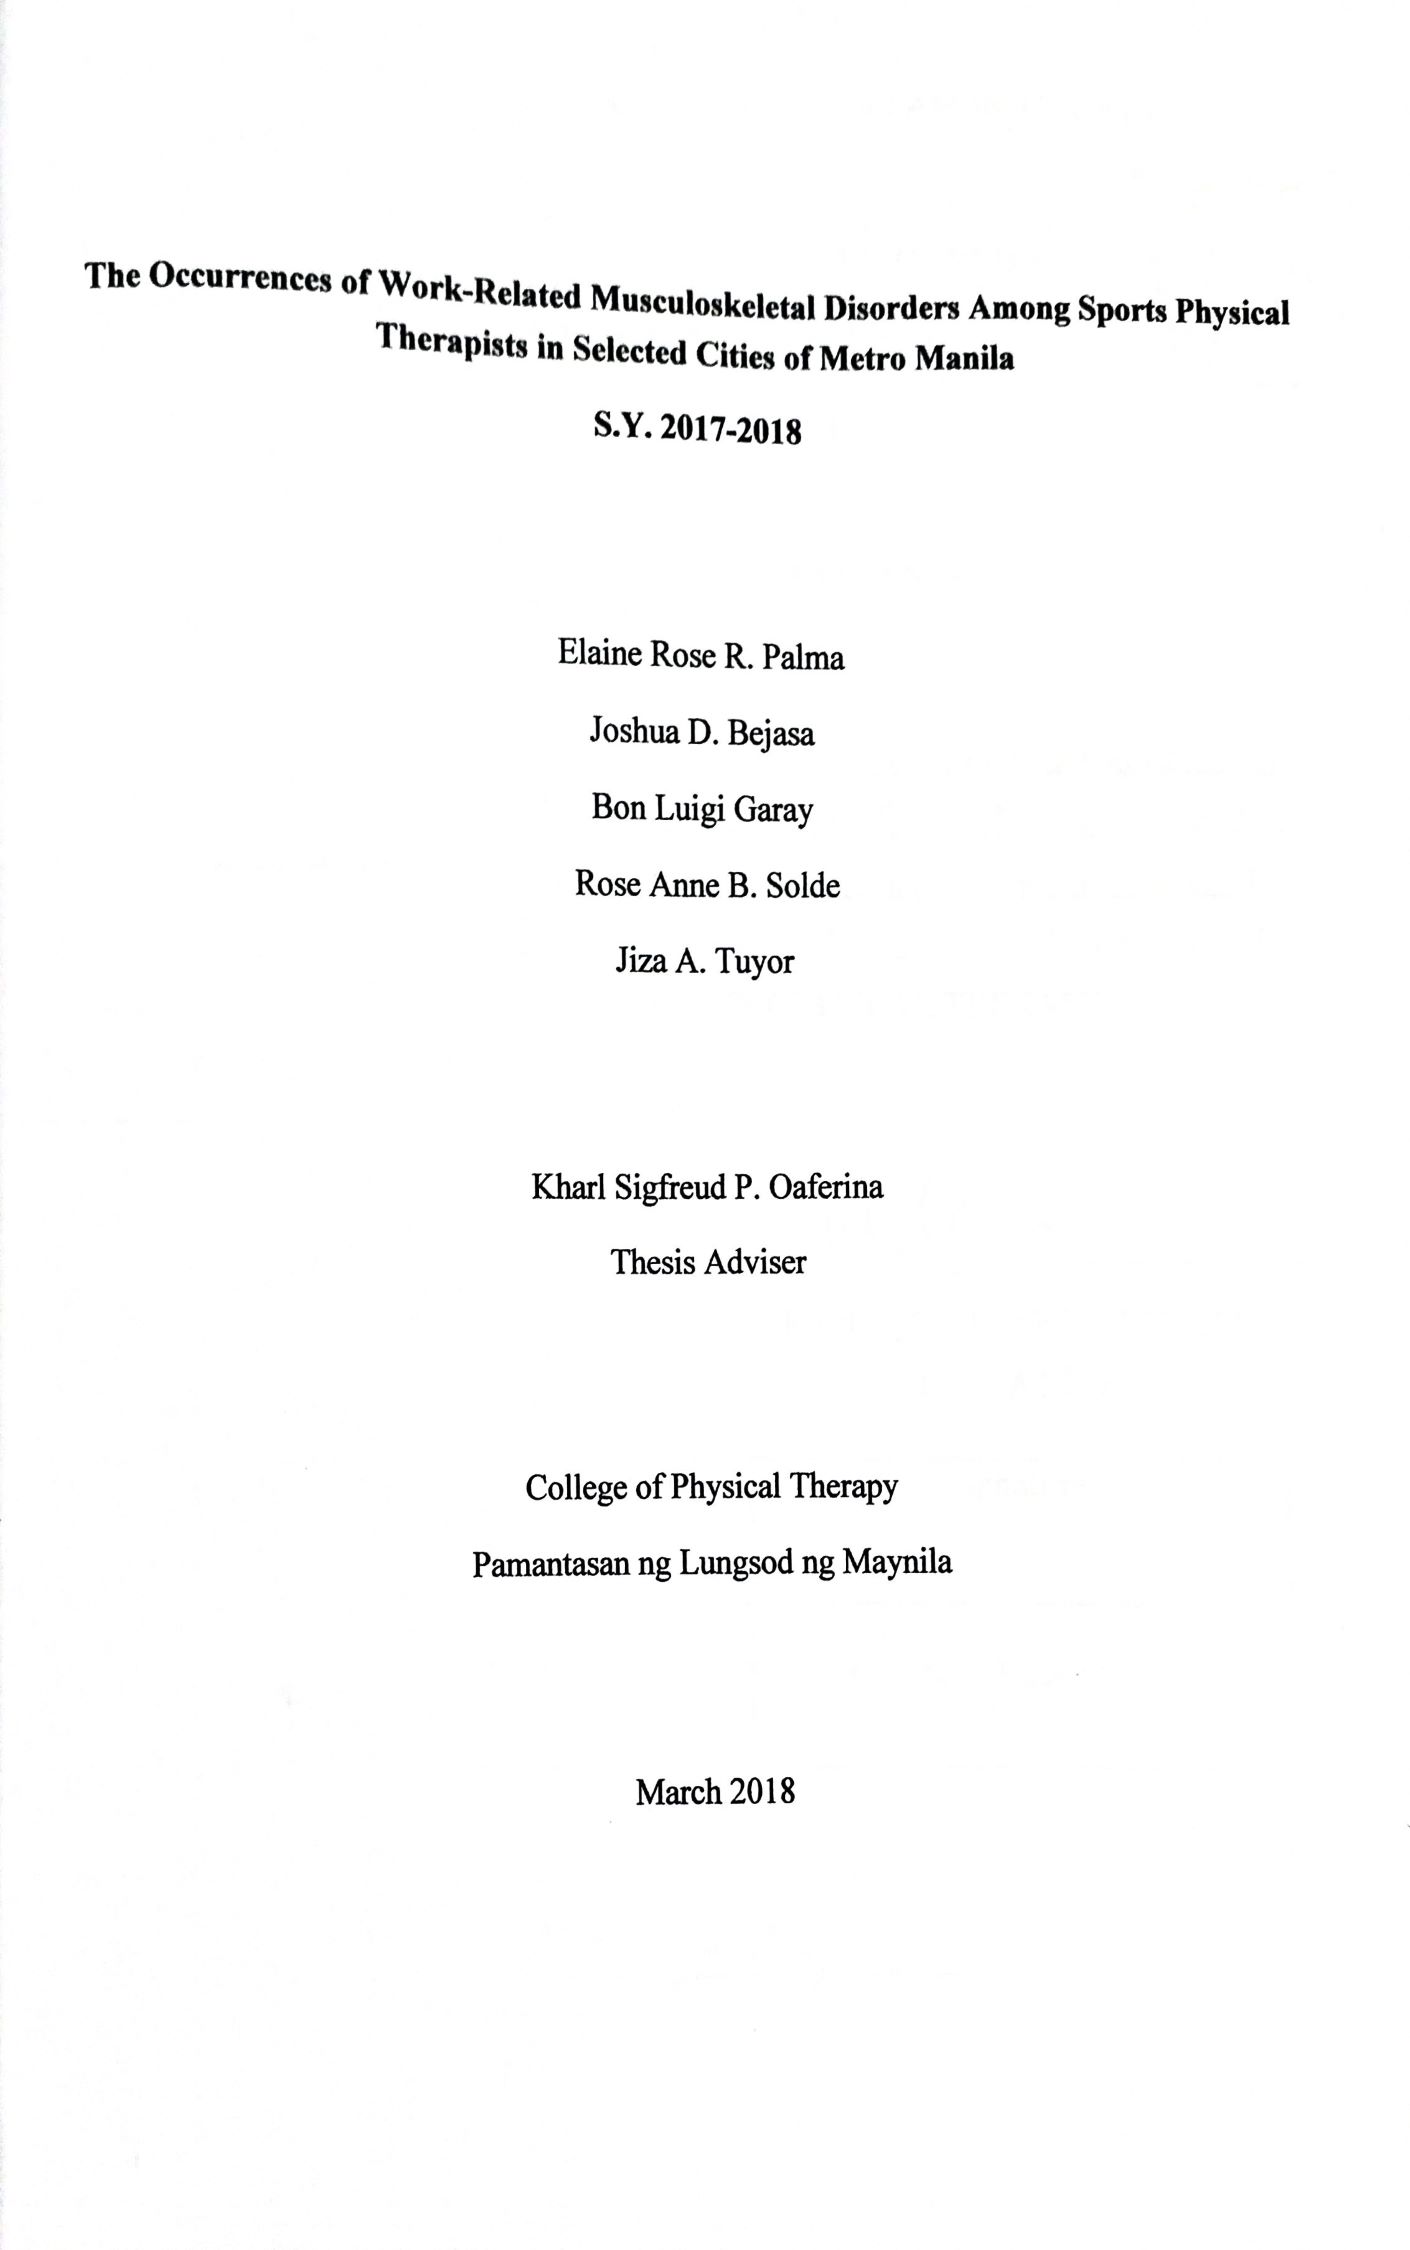 The Occurrences of Work-Related Musculoskeletal Disorders Among Sports Physical
Therapists in Selected Cities of Metro Manila
S.Y. 2017-2018
Elaine Rose R. Palma
Joshua D. Bejasa
Bon Luigi Garay
Rose Anne B. Solde
Jiza A. Tuyor
Kharl Sigfreud P. Oaferina
Thesis Adviser
College of Physical Therapy
Pamantasan ng Lungsod ng Maynila
March 2018